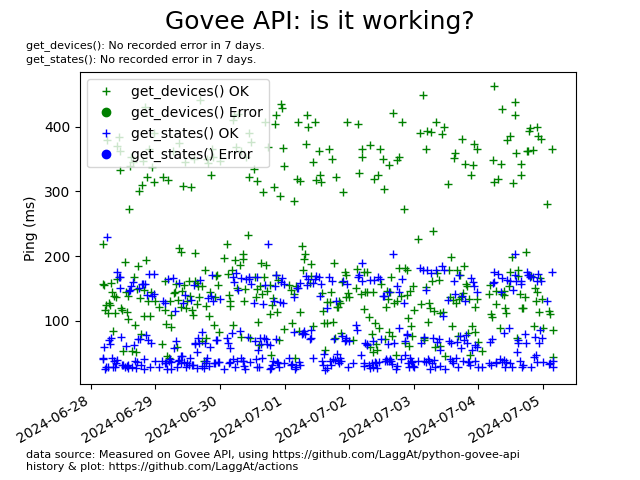 Govee API: is it working?
get_devices(): No recorded error in 7 days.
get_states(): No recorded error in 7 days.
get_devices() OK
get_devices() Error
get_states() OK
get_states() Error
400
300
200
100
Ping (ms)
2024-06-28
2024-06-29
2024-06-30
2024-07-01
2024-07-02
2024-07-03
2024-07-04
2024-07-05
data source: Measured on Govee API, using https://github.com/LaggAt/python-govee-api
history & plot: https://github.com/LaggAt/actions